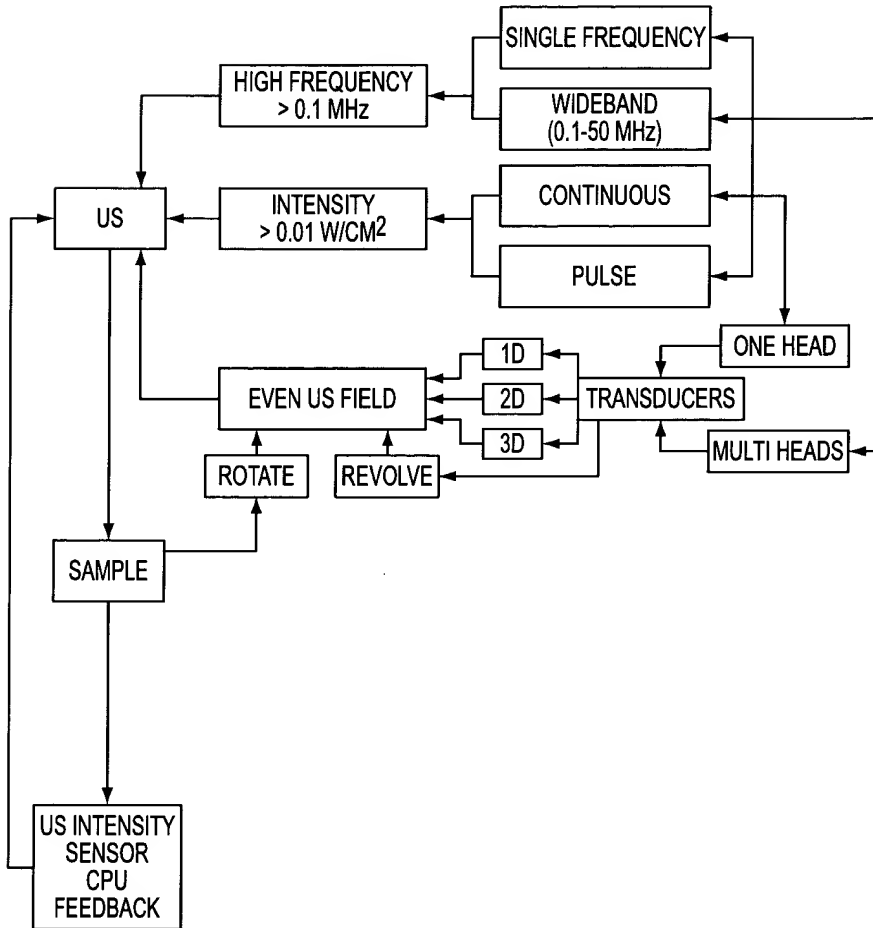 SINGLE FREQUENCY
HIGH FREQUENCY
> 0.1 MHz
WIDEBAND
(0.1-50 MHz)
US
INTENSITY
> 0.01 W/CM²
CONTINUOUS
PULSE
ONE HEAD
1D
EVEN US FIELD
2D
TRANSDUCERS
3D
MULTI HEADS
ROTATE
REVOLVE
SAMPLE
US INTENSITY
SENSOR
CPU
FEEDBACK